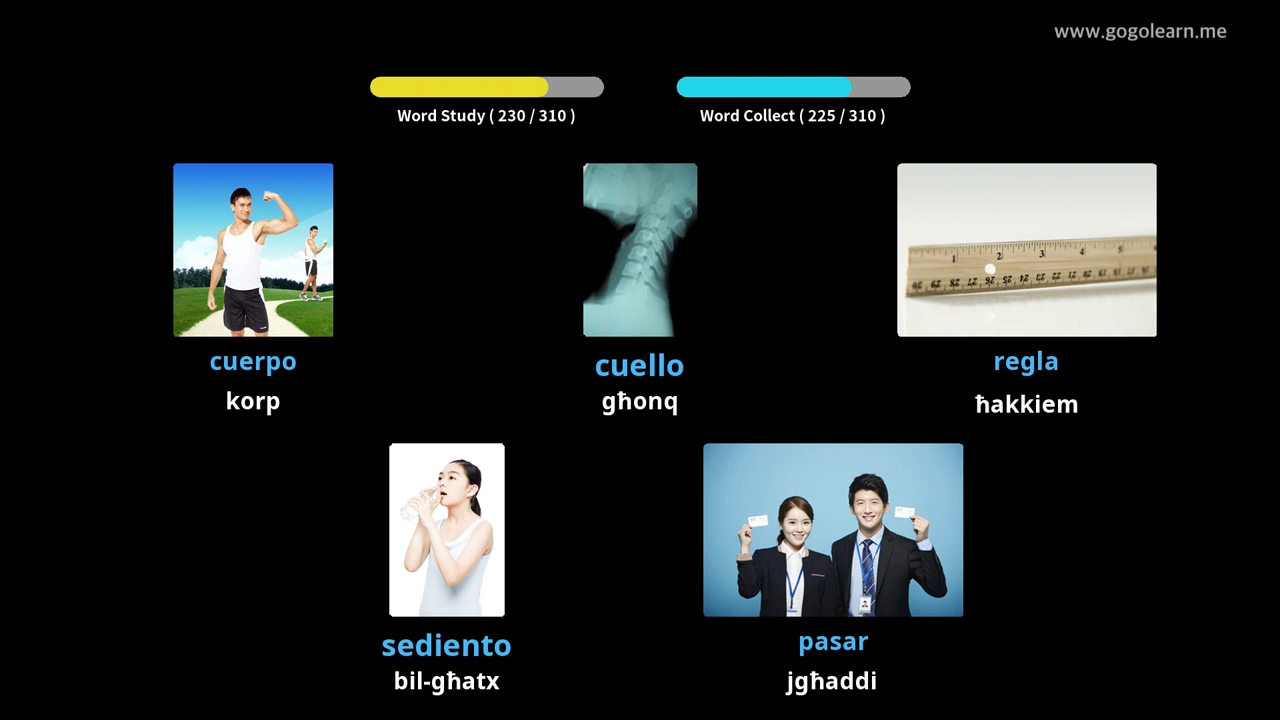 www.gogolearn.me
Word Study ( 230 / 310 )
Word Collect ( 225 / 310 )
cuerpo
korp
cuello
għonq
regla
ħakkiem
sediento
bil-għatx
pasar
jgħaddi